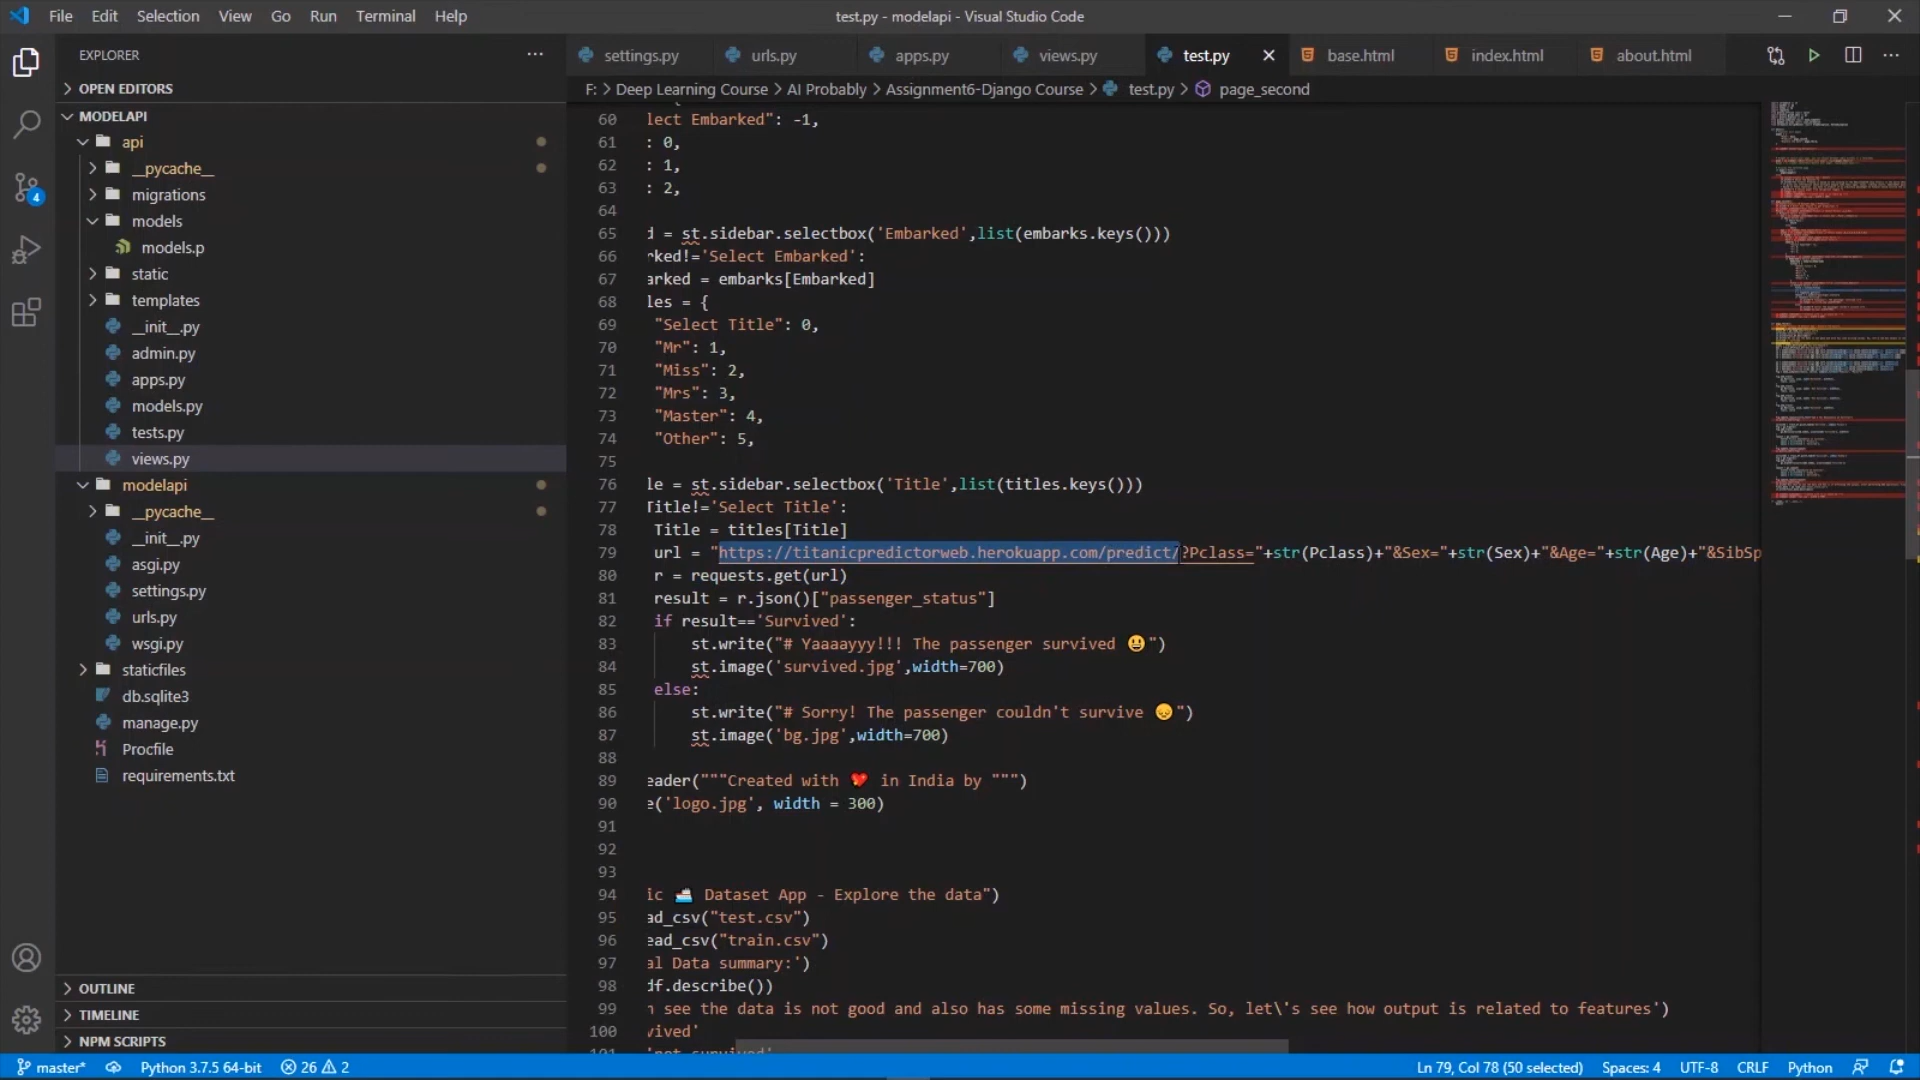 File Edit Selection View Go Run Terminal Help
test.py - modelapi - Visual Studio Code
EXPLORER
settings.py urls.py apps.py views.py test.py base.html index.html about.html
OPEN EDITORS
F: > Deep Learning Course > AI Probably > Assignment6-Django Course > test.py > page_second
MODELAPI
api
__pycache__
migrations
models
models.p
static
templates
__init__.py
admin.py
apps.py
models.py
tests.py
views.py
modelapi
__pycache__
__init__.py
asgi.py
settings.py
urls.py
wsgi.py
staticfiles
db.sqlite3
manage.py
Procfile
requirements.txt
OUTLINE
TIMELINE
NPM SCRIPTS
4
60 lect Embarked": -1,
61 : 0,
62 : 1,
63 : 2,
64
65 d = st.sidebar.selectbox('Embarked',list(embarks.keys()))
66 rked!='Select Embarked':
67 arked = embarks[Embarked]
68 les = {
69 "Select Title": 0,
70 "Mr": 1,
71 "Miss": 2,
72 "Mrs": 3,
73 "Master": 4,
74 "Other": 5,
75
76 le = st.sidebar.selectbox('Title',list(titles.keys()))
77 Title!='Select Title':
78 Title = titles[Title]
79 url = "https://titanicpredictorweb.herokuapp.com/predict/?Pclass="+str(Pclass)+"&Sex="+str(Sex)+"&Age="+str(Age)+"&SibSp
80 r = requests.get(url)
81 result = r.json()["passenger_status"]
82 if result=='Survived':
83 st.write("# Yaaaayyy!!! The passenger survived 😀")
84 st.image('survived.jpg',width=700)
85 else:
86 st.write("# Sorry! The passenger couldn't survive 😞")
87 st.image('bg.jpg',width=700)
88
89 eader("""Created with 💖 in India by """)
90 e('logo.jpg', width = 300)
91
92
93
94 ic 🚢 Dataset App - Explore the data")
95 ad_csv("test.csv")
96 ead_csv("train.csv")
97 al Data summary:')
98 df.describe())
99 n see the data is not good and also has some missing values. So, let\'s see how output is related to features')
100 vived'
master* Python 3.7.5 64-bit 26 2 Ln 79, Col 78 (50 selected) Spaces: 4 UTF-8 CRLF Python